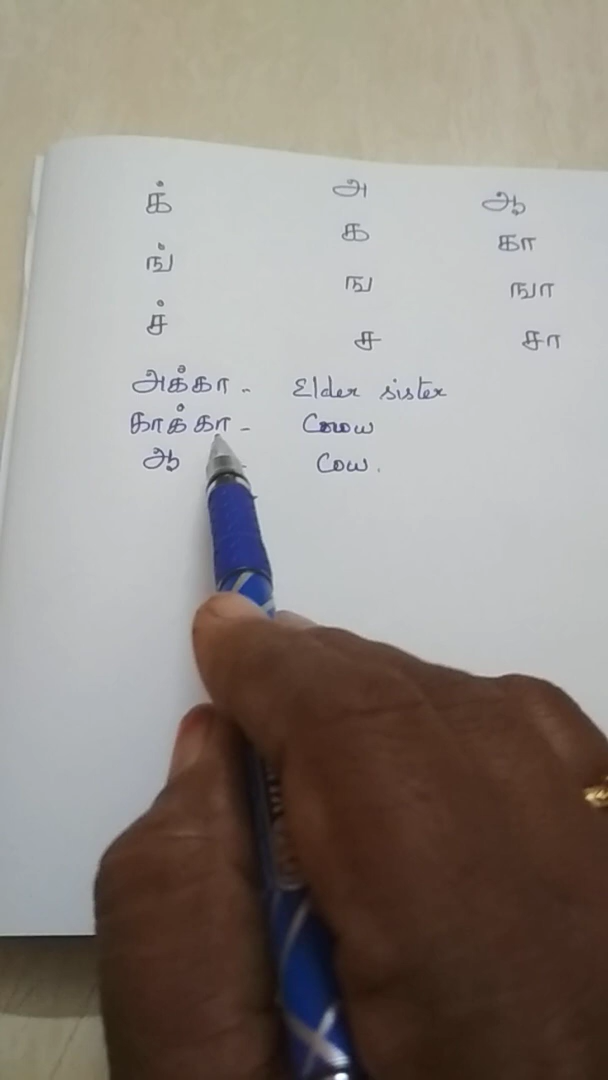 க் அ ஆ
க கா
ங் ங ஙா
ச் ச சா
அக்கா - Elder sister
காக்கா - Crow
ஆ - Cow.